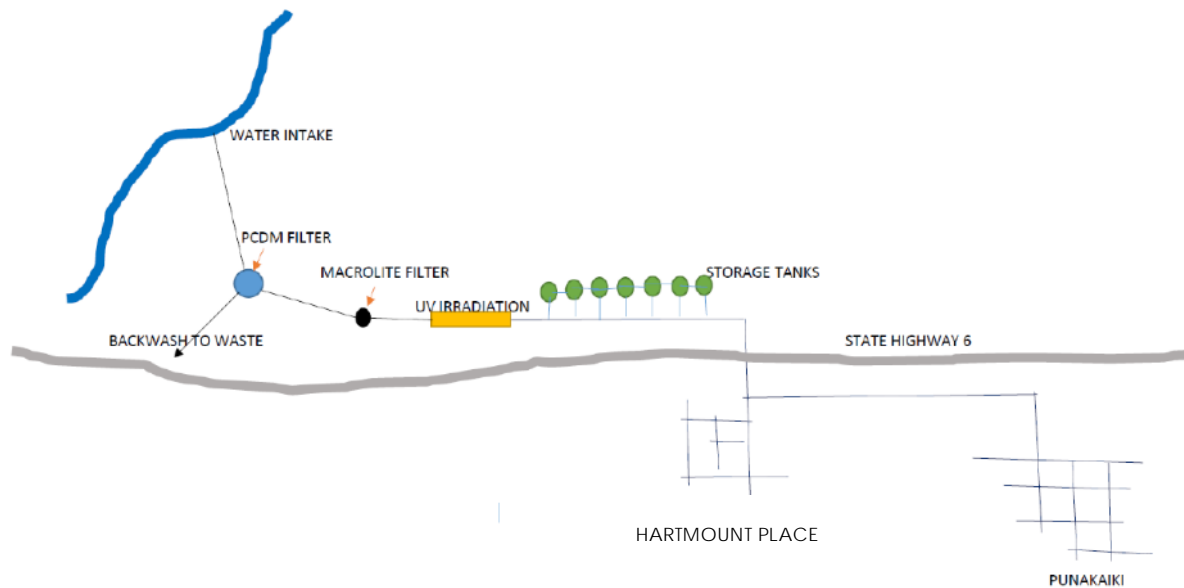 WATER INTAKE
PCDM FILTER
MACROLITE FILTER
STORAGE TANKS
UV IRRADIATION
BACKWASH TO WASTE
STATE HIGHWAY 6
HARTMOUNT PLACE
PUNAKAIKI